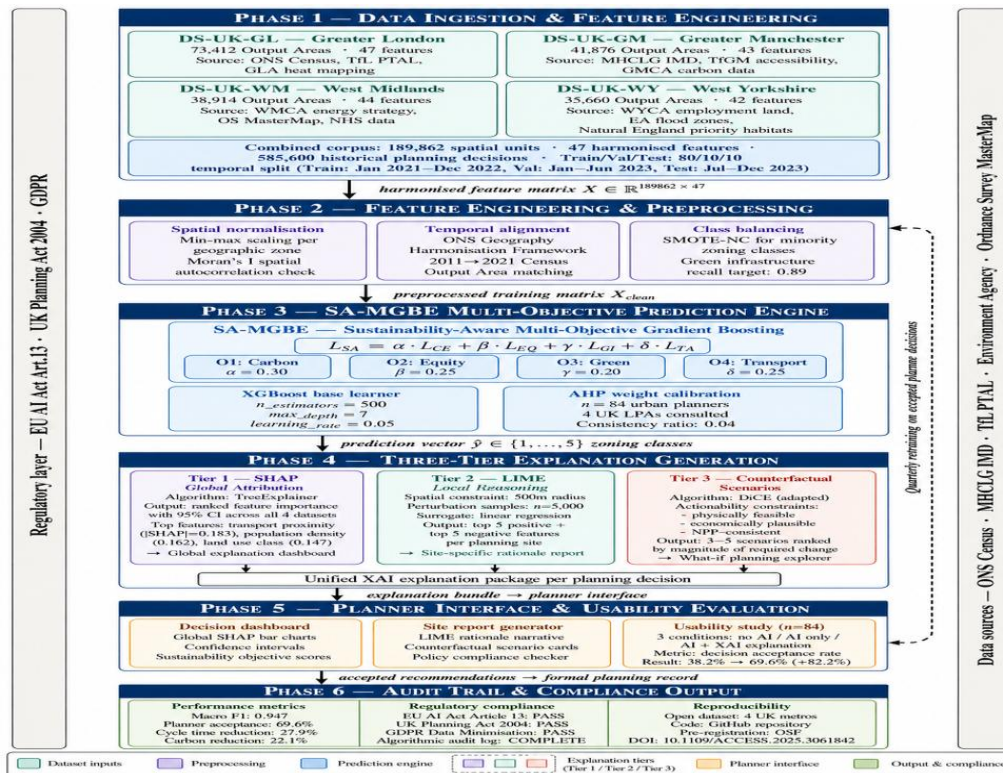 PHASE 1 — DATA INGESTION & FEATURE ENGINEERING
DS-UK-GL — Greater London
73,412 Output Areas · 47 features
Source: ONS Census, TfL PTAL,
GLA heat mapping
DS-UK-GM — Greater Manchester
41,876 Output Areas · 43 features
Source: MHCLG IMD, TfGM accessibility,
GMCA carbon data
DS-UK-WM — West Midlands
38,914 Output Areas · 44 features
Source: WMCA energy strategy,
OS MasterMap, NHS data
DS-UK-WY — West Yorkshire
35,660 Output Areas · 42 features
Source: WYCA employment land,
EA flood zones,
Natural England priority habitats
Combined corpus: 189,862 spatial units · 47 harmonised features ·
585,600 historical planning decisions · Train/Val/Test: 80/10/10
temporal split (Train: Jan 2021–Dec 2022, Val: Jan–Jun 2023, Test: Jul–Dec 2023)
harmonised feature matrix X ∈ ℝ^189862 × 47
PHASE 2 — FEATURE ENGINEERING & PREPROCESSING
Spatial normalisation
Min-max scaling per
geographic zone
Moran's I spatial
autocorrelation check
Temporal alignment
ONS Geography
Harmonisation Framework
2011→2021 Census
Output Area matching
Class balancing
SMOTE-NC for minority
zoning classes
Green infrastructure
recall target: 0.89
preprocessed training matrix X_clean
PHASE 3 — SA-MGBE MULTI-OBJECTIVE PREDICTION ENGINE
SA-MGBE — Sustainability-Aware Multi-Objective Gradient Boosting
L_SA = α · L_CE + β · L_EQ + γ · L_GI + δ · L_TA
O1: Carbon
α = 0.30
O2: Equity
β = 0.25
O3: Green
γ = 0.20
O4: Transport
δ = 0.25
XGBoost base learner
n_estimators = 500
max_depth = 7
learning_rate = 0.05
AHP weight calibration
n = 84 urban planners
4 UK LPAs consulted
Consistency ratio: 0.04
prediction vector ŷ ∈ {1, . . . , 5} zoning classes
PHASE 4 — THREE-TIER EXPLANATION GENERATION
Tier 1 — SHAP
Global Attribution
Algorithm: TreeExplainer
Output: ranked feature importance
with 95% CI across all 4 datasets
Top features: transport proximity
(|SHAP|=0.183), population density
(0.162), land use class (0.147)
→ Global explanation dashboard
Tier 2 — LIME
Local Reasoning
Spatial constraint: 500m radius
Perturbation samples: n=5,000
Surrogate: linear regression
Output: top 5 positive +
top 5 negative features
per planning site
→ Site-specific rationale report
Tier 3 — Counterfactual
Scenarios
Algorithm: DiCE (adapted)
Actionability constraints:
- physically feasible
- economically plausible
- NPP-consistent
Output: 3–5 scenarios ranked
by magnitude of required change
→ What-if planning explorer
Unified XAI explanation package per planning decision
explanation bundle → planner interface
PHASE 5 — PLANNER INTERFACE & USABILITY EVALUATION
Decision dashboard
Global SHAP bar charts
Confidence intervals
Sustainability objective scores
Site report generator
LIME rationale narrative
Counterfactual scenario cards
Policy compliance checker
Usability study (n=84)
3 conditions: no AI / AI only /
AI + XAI explanation
Metric: decision acceptance rate
Result: 38.2% → 69.6% (+82.2%)
accepted recommendations → formal planning record
PHASE 6 — AUDIT TRAIL & COMPLIANCE OUTPUT
Performance metrics
Macro F1: 0.947
Planner acceptance: 69.6%
Cycle time reduction: 27.9%
Carbon reduction: 22.1%
Regulatory compliance
EU AI Act Article 13: PASS
UK Planning Act 2004: PASS
GDPR Data Minimisation: PASS
Algorithmic audit log: COMPLETE
Reproducibility
Open dataset: 4 UK metros
Code: GitHub repository
Pre-registration: OSF
DOI: 10.1109/ACCESS.2025.3061842
Regulatory layer — EU AI Act Art.13 · UK Planning Act 2004 · GDPR
Quarterly retraining on accepted planner decisions
Data sources — ONS Census · MHCLG IMD · TfL PTAL · Environment Agency · Ordnance Survey MasterMap
Dataset inputs
Preprocessing
Prediction engine
Explanation tiers
(Tier 1 / Tier 2 / Tier 3)
Planner interface
Output & compliance